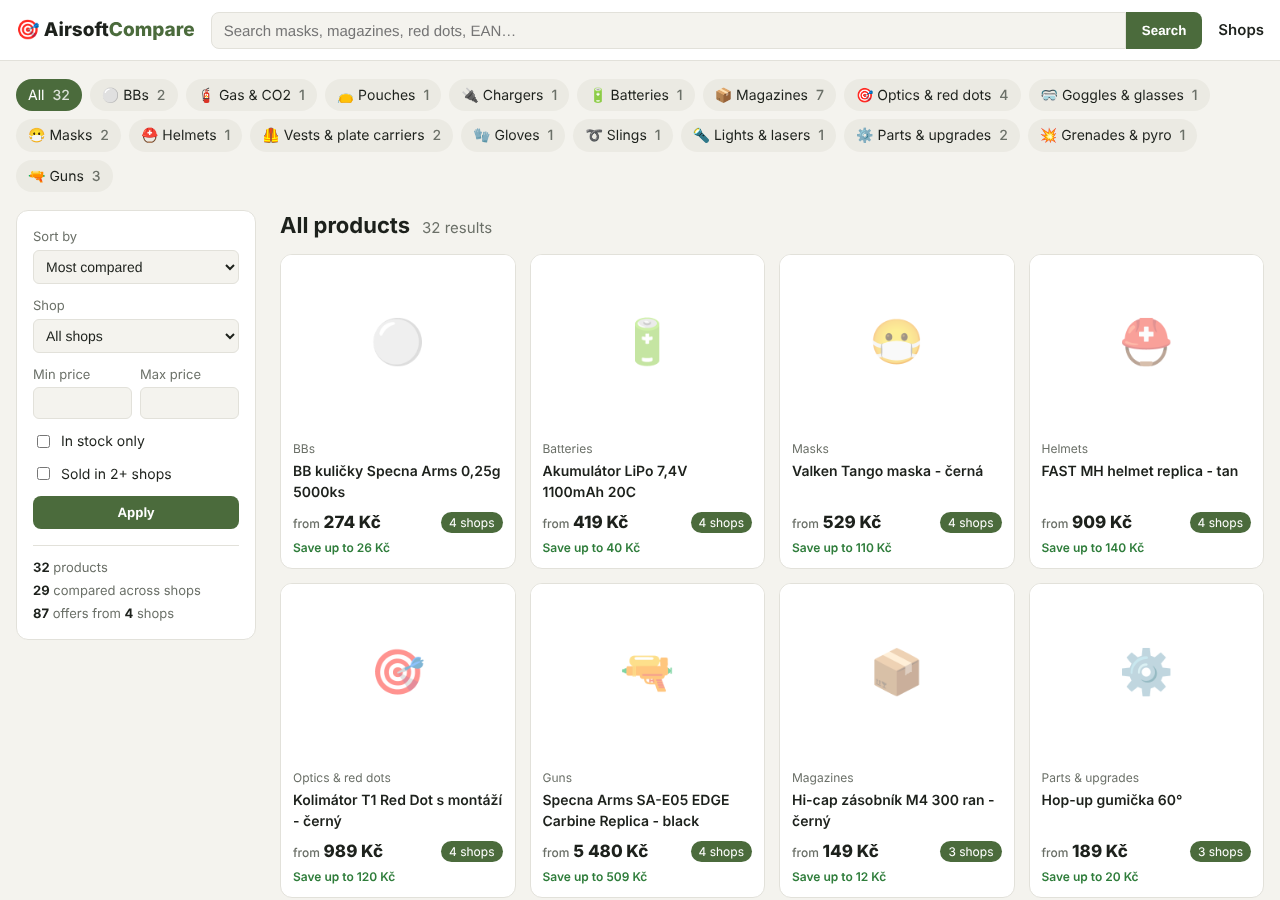 AirsoftCompare
Search masks, magazines, red dots, EAN…
Search
Shops
All 32
BBs 2
Gas & CO2 1
Pouches 1
Chargers 1
Batteries 1
Magazines 7
Optics & red dots 4
Goggles & glasses 1
Masks 2
Helmets 1
Vests & plate carriers 2
Gloves 1
Slings 1
Lights & lasers 1
Parts & upgrades 2
Grenades & pyro 1
Guns 3
Sort by
Most compared
Shop
All shops
Min price
Max price
In stock only
Sold in 2+ shops
Apply
32 products
29 compared across shops
87 offers from 4 shops
All products 32 results
BBs
BB kuličky Specna Arms 0,25g
5000ks
from 274 Kč
4 shops
Save up to 26 Kč
Batteries
Akumulátor LiPo 7,4V
1100mAh 20C
from 419 Kč
4 shops
Save up to 40 Kč
Masks
Valken Tango maska - černá
from 529 Kč
4 shops
Save up to 110 Kč
Helmets
FAST MH helmet replica - tan
from 909 Kč
4 shops
Save up to 140 Kč
Optics & red dots
Kolimátor T1 Red Dot s montáží
- černý
from 989 Kč
4 shops
Save up to 120 Kč
Guns
Specna Arms SA-E05 EDGE
Carbine Replica - black
from 5 480 Kč
4 shops
Save up to 509 Kč
Magazines
Hi-cap zásobník M4 300 ran -
černý
from 149 Kč
3 shops
Save up to 12 Kč
Parts & upgrades
Hop-up gumička 60°
from 189 Kč
3 shops
Save up to 20 Kč